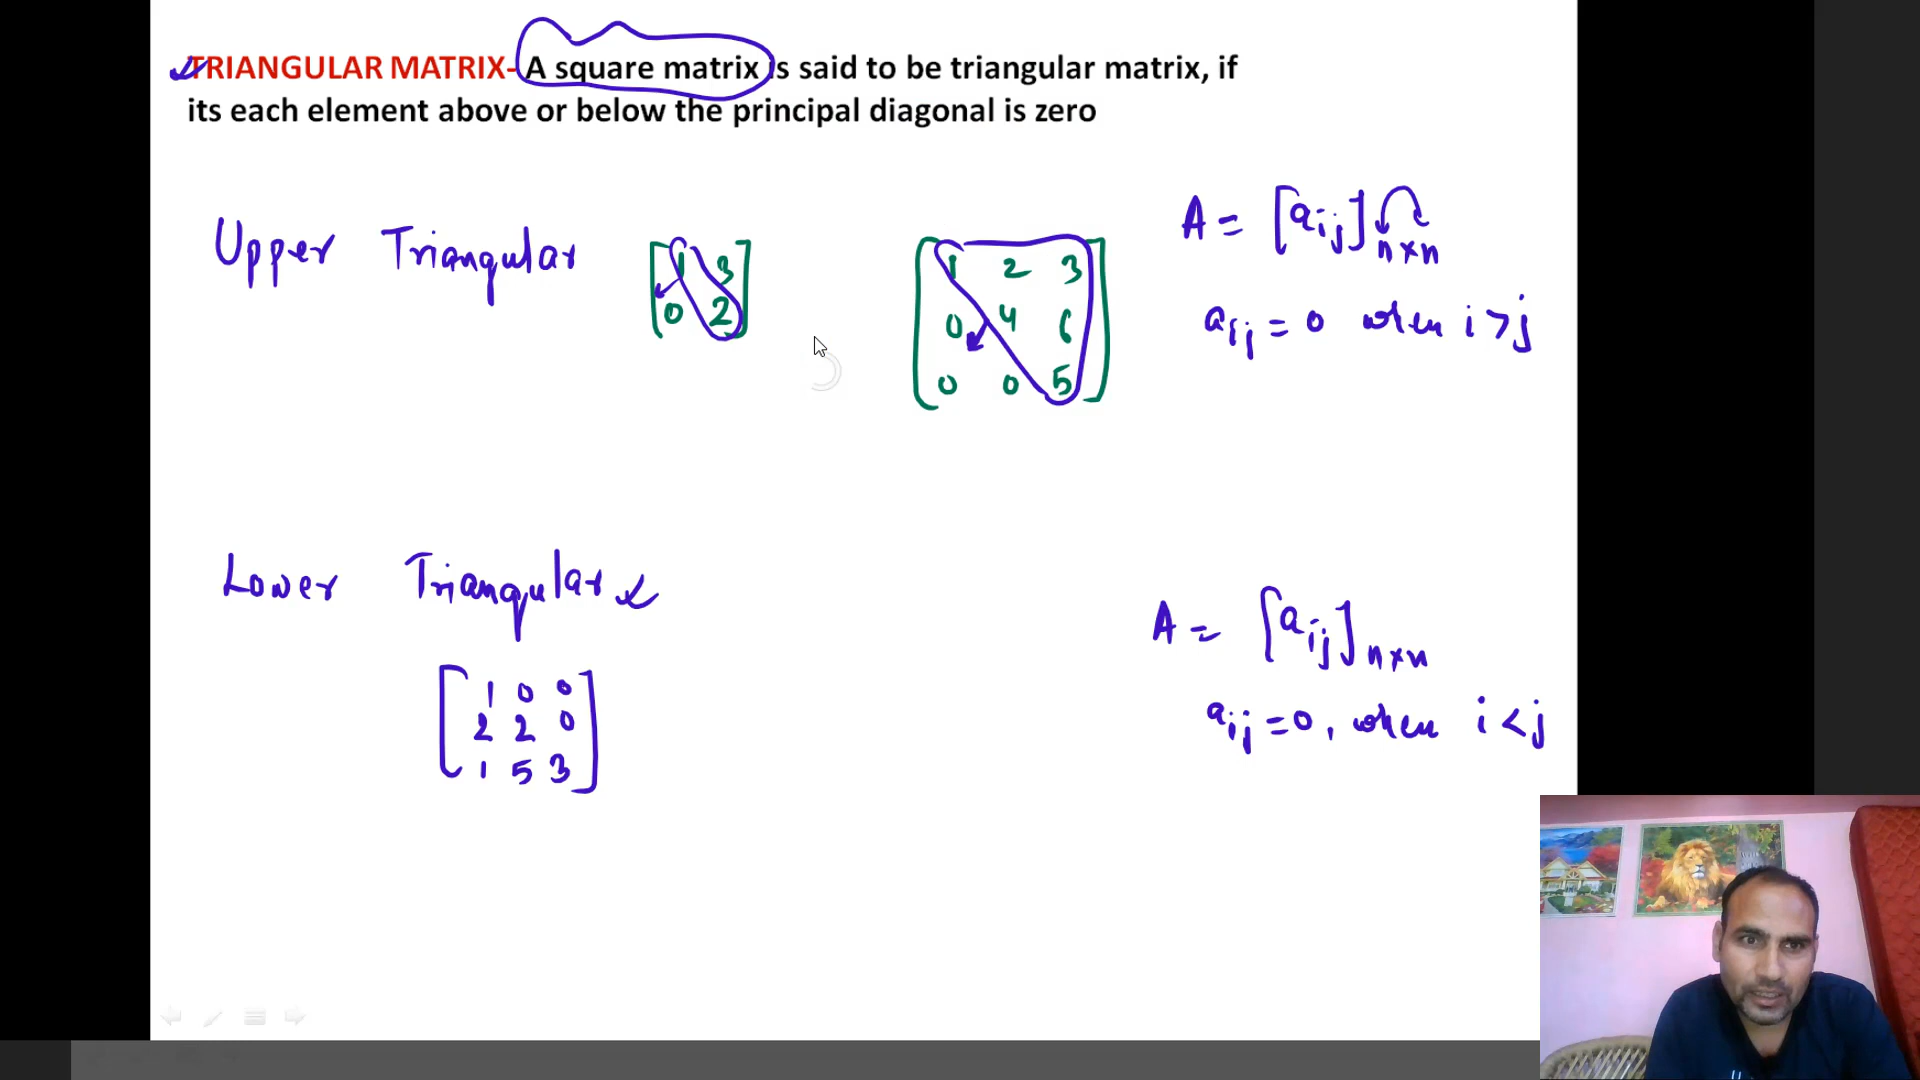 TRIANGULAR MATRIX- A square matrix is said to be triangular matrix, if
its each element above or below the principal diagonal is zero
Upper Triangular
[1 3
0 2]
[1 2 3
0 4 6
0 0 5]
A = [aij] n×n
aij = 0 when i > j
Lower Triangular
[1 0 0
2 2 0
1 5 3]
A = [aij] n×n
aij = 0, when i < j